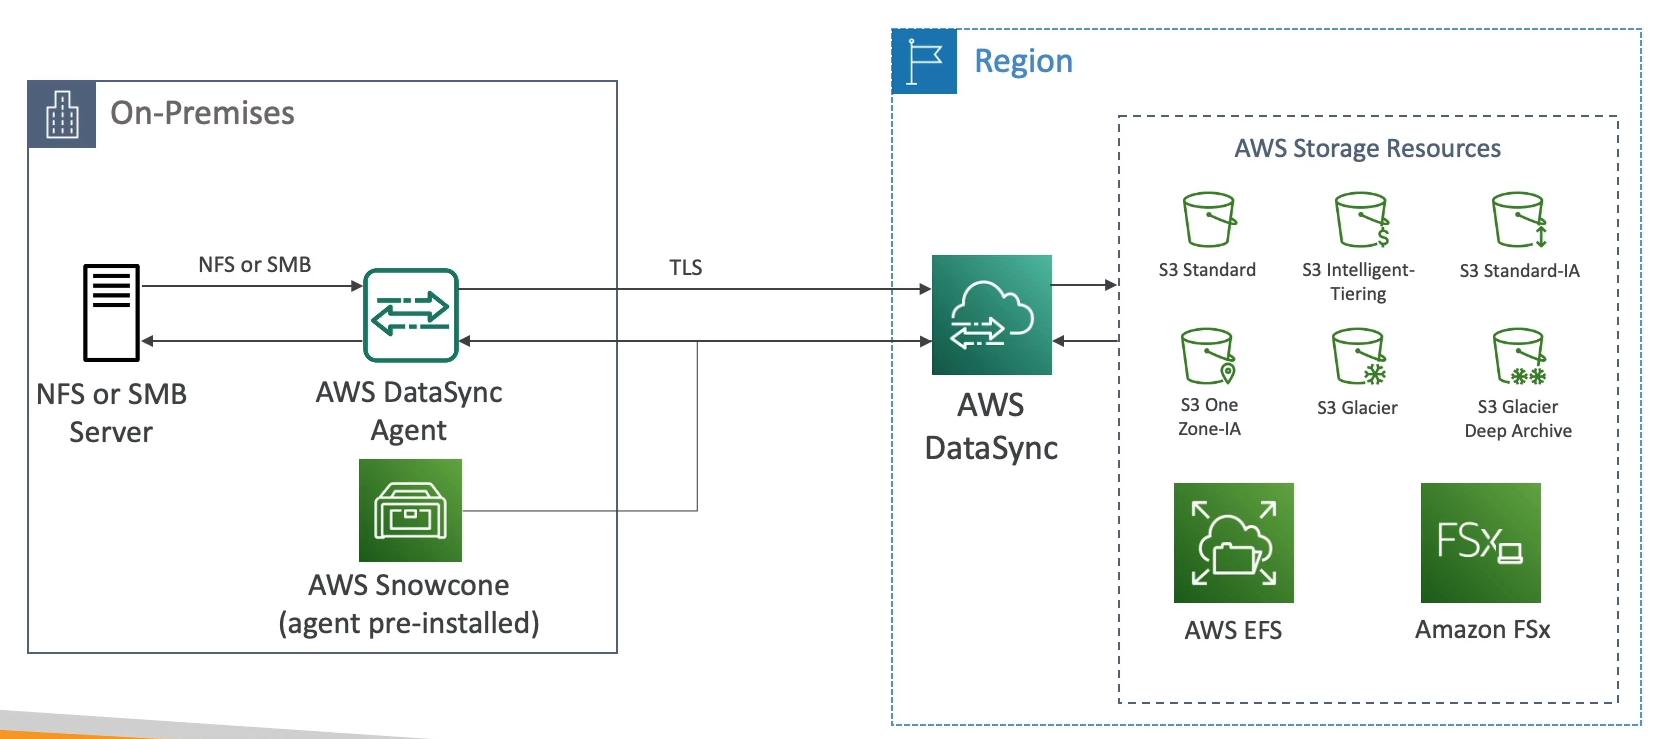 Region
On-Premises
AWS Storage Resources
S3 Standard
S3 Intelligent-
Tiering
S3 Standard-IA
NFS or SMB
TLS
S3 One
Zone-IA
S3 Glacier
S3 Glacier
Deep Archive
NFS or SMB
Server
AWS DataSync
Agent
AWS
DataSync
FSx
AWS Snowcone
(agent pre-installed)
AWS EFS
Amazon FSx
$